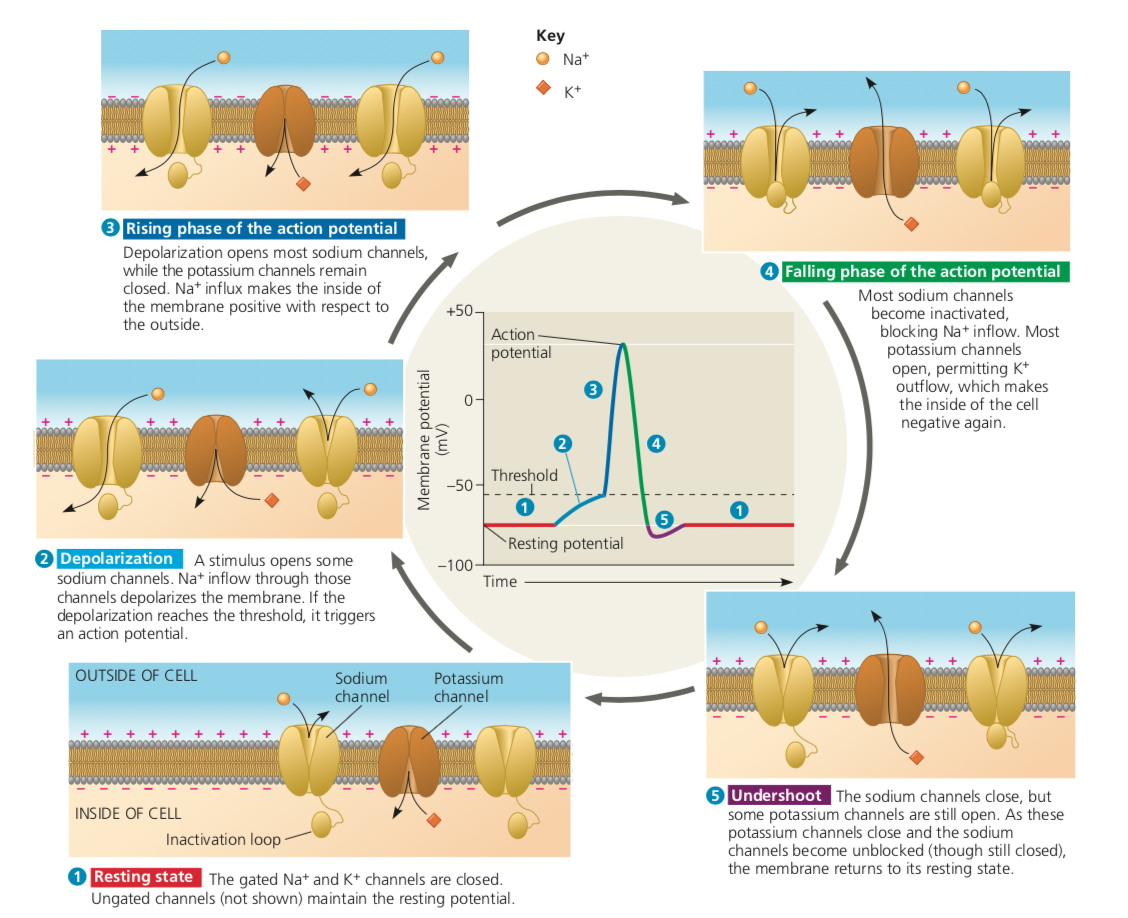 Key
Na+
K+
3 Rising phase of the action potential
Depolarization opens most sodium channels,
while the potassium channels remain
closed. Na+ influx makes the inside of
the membrane positive with respect to
the outside.
4 Falling phase of the action potential
Most sodium channels
become inactivated,
blocking Na+ inflow. Most
potassium channels
open, permitting K+
outflow, which makes
the inside of the cell
negative again.
+50
Action
potential
3
Membrane potential
(mV)
0
2
4
−50
Threshold
1
5
1
Resting potential
−100
Time
2 Depolarization A stimulus opens some
sodium channels. Na+ inflow through those
channels depolarizes the membrane. If the
depolarization reaches the threshold, it triggers
an action potential.
OUTSIDE OF CELL
Sodium
channel
Potassium
channel
INSIDE OF CELL
Inactivation loop
1 Resting state The gated Na+ and K+ channels are closed.
Ungated channels (not shown) maintain the resting potential.
5 Undershoot The sodium channels close, but
some potassium channels are still open. As these
potassium channels close and the sodium
channels become unblocked (though still closed),
the membrane returns to its resting state.